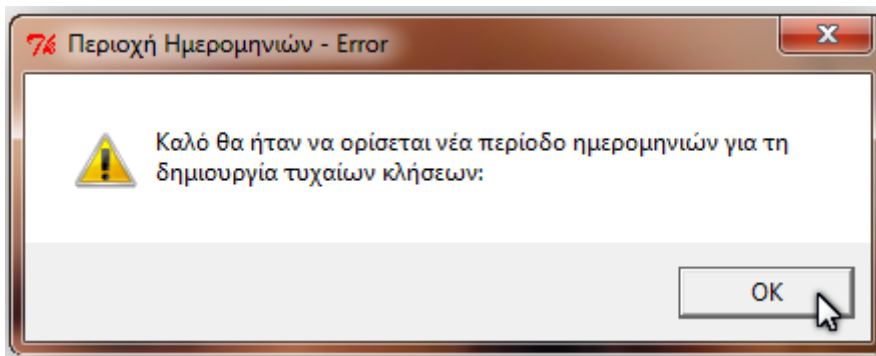 Περιοχή Ημερομηνιών - Error
Καλό θα ήταν να ορίσεται νέα περίοδο ημερομηνιών για τη
δημιουργία τυχαίων κλήσεων:
OK